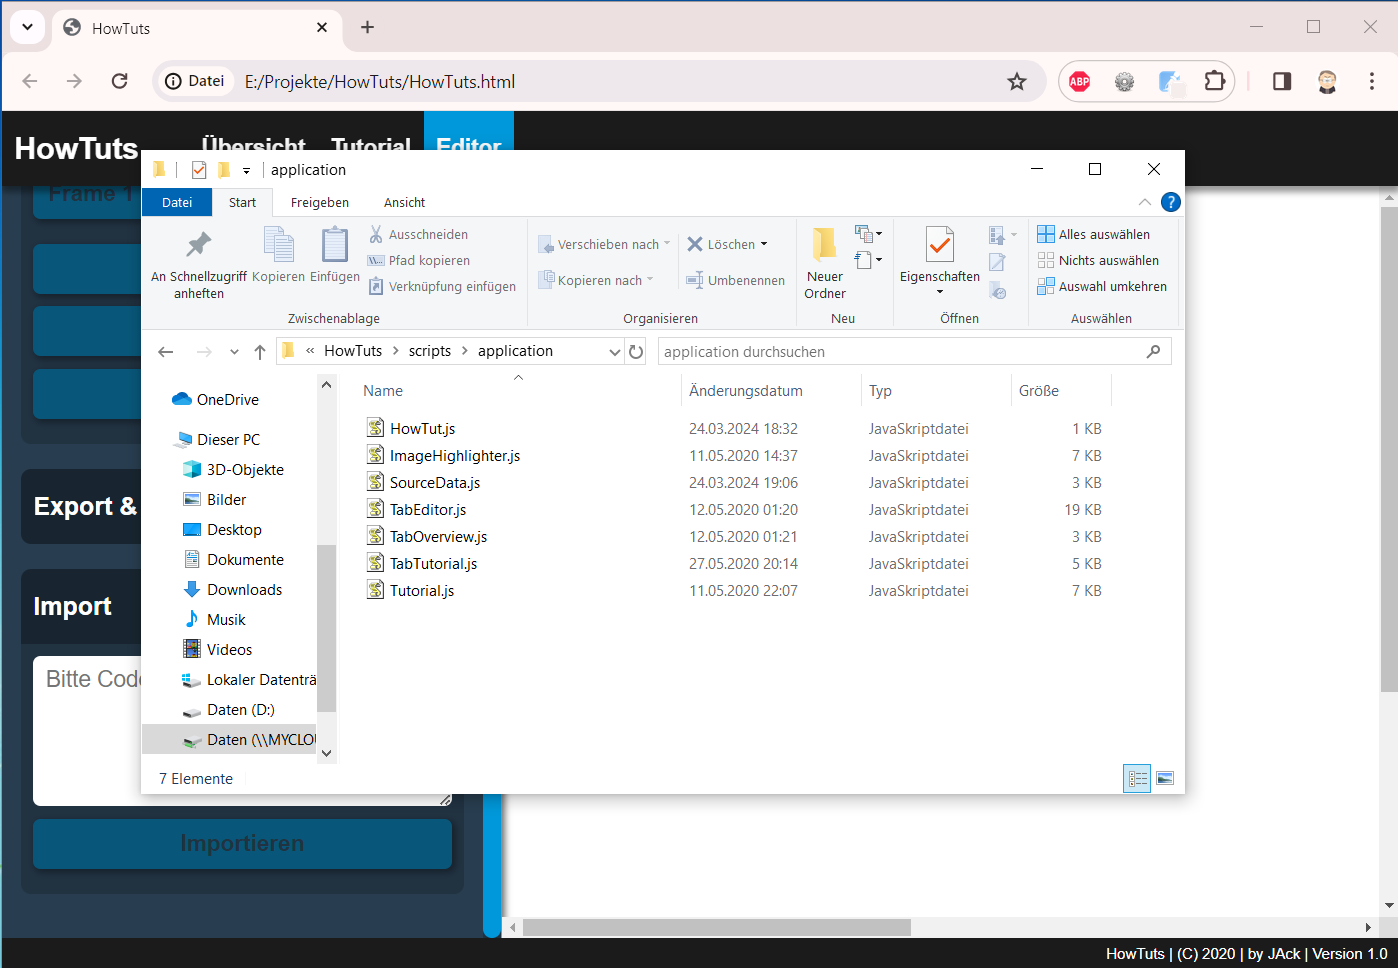 HowTuts
Datei
E:/Projekte/HowTuts/HowTuts.html
ABP
HowTuts
Übersicht
Tutorial
Editor
application
Datei
Start
Freigeben
Ansicht
?
An Schnellzugriff
anheften
Kopieren
Einfügen
Ausschneiden
Pfad kopieren
Verknüpfung einfügen
Zwischenablage
Verschieben nach
Kopieren nach
Löschen
Umbenennen
Organisieren
Neuer
Ordner
Neu
Eigenschaften
Öffnen
Alles auswählen
Nichts auswählen
Auswahl umkehren
Auswählen
« HowTuts > scripts > application
application durchsuchen
OneDrive
Dieser PC
3D-Objekte
Bilder
Desktop
Dokumente
Downloads
Musik
Videos
Lokaler Datenträ
Daten (D:)
Daten (\\MYCLOU
Name Änderungsdatum Typ Größe
HowTut.js 24.03.2024 18:32 JavaSkriptdatei 1 KB
ImageHighlighter.js 11.05.2020 14:37 JavaSkriptdatei 7 KB
SourceData.js 24.03.2024 19:06 JavaSkriptdatei 3 KB
TabEditor.js 12.05.2020 01:20 JavaSkriptdatei 19 KB
TabOverview.js 12.05.2020 01:21 JavaSkriptdatei 3 KB
TabTutorial.js 27.05.2020 20:14 JavaSkriptdatei 5 KB
Tutorial.js 11.05.2020 22:07 JavaSkriptdatei 7 KB
7 Elemente
Frame 1
Export &
Import
Bitte Code
Importieren
HowTuts | (C) 2020 | by JAck | Version 1.0